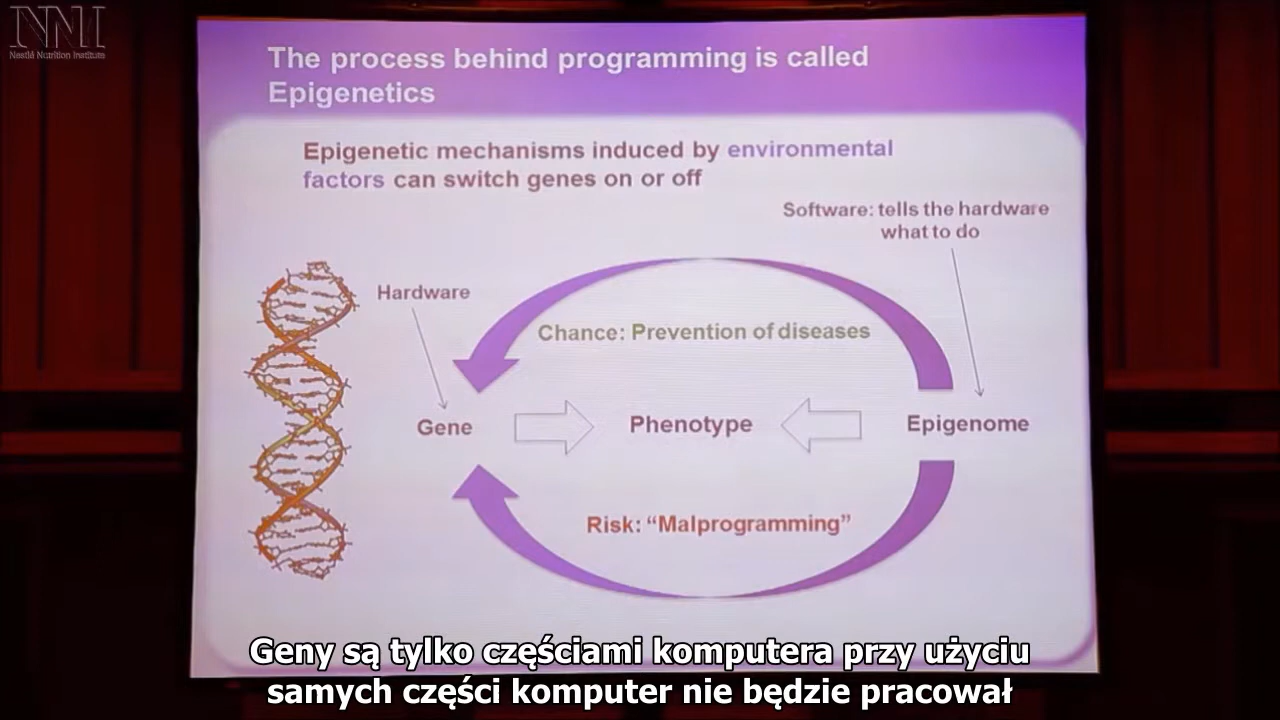 NNI
Nestlé Nutrition Institute
The process behind programming is called
Epigenetics
Epigenetic mechanisms induced by environmental
factors can switch genes on or off
Software: tells the hardware
what to do
Hardware
Chance: Prevention of diseases
Gene
Phenotype
Epigenome
Risk: “Malprogramming”
Geny są tylko częściami komputera przy użyciu
samych części komputer nie będzie pracował